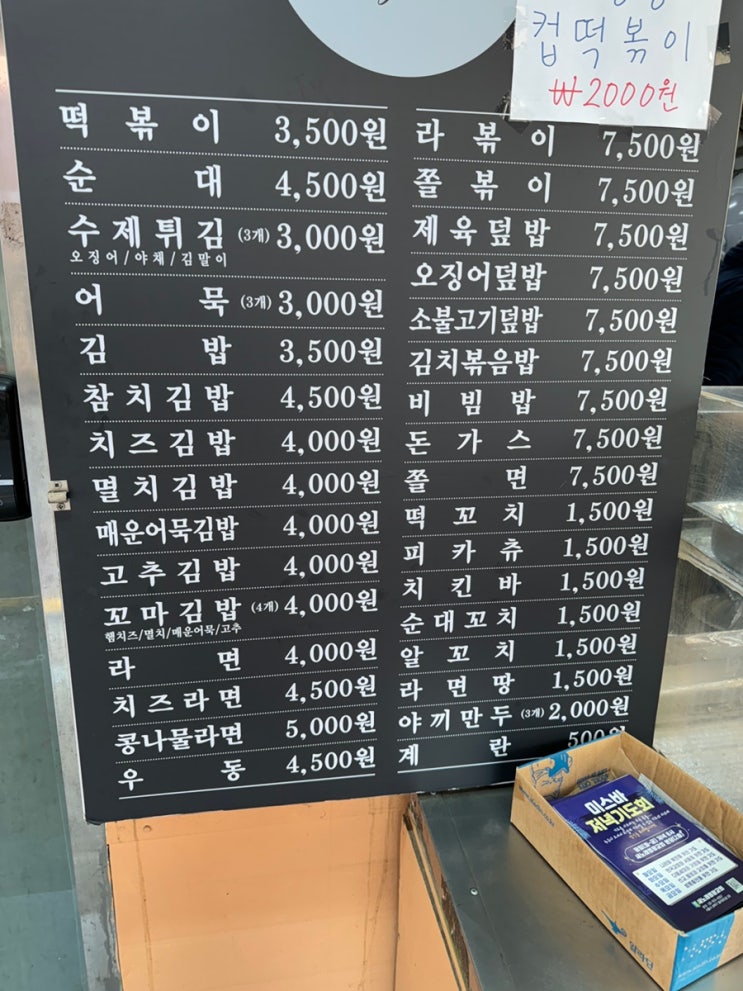 컵떡볶이
₩2000원
떡볶이 3,500원
순대 4,500원
수제튀김 (3개) 3,000원
오징어/야채/김말이
어묵 (3개) 3,000원
김밥 3,500원
참치김밥 4,500원
치즈김밥 4,000원
멸치김밥 4,000원
매운어묵김밥 4,000원
고추김밥 4,000원
꼬마김밥 (4개) 4,000원
햄치즈/멸치/매운어묵/고추
라면 4,000원
치즈라면 4,500원
콩나물라면 5,000원
우동 4,500원
라볶이 7,500원
쫄볶이 7,500원
제육덮밥 7,500원
오징어덮밥 7,500원
소불고기덮밥 7,500원
김치볶음밥 7,500원
비빔밥 7,500원
돈가스 7,500원
쫄면 7,500원
떡꼬치 1,500원
피카츄 1,500원
치킨바 1,500원
순대꼬치 1,500원
알꼬치 1,500원
라면땅 1,500원
야끼만두 (3개) 2,000원
계란 500원
미스바
저녁기도회